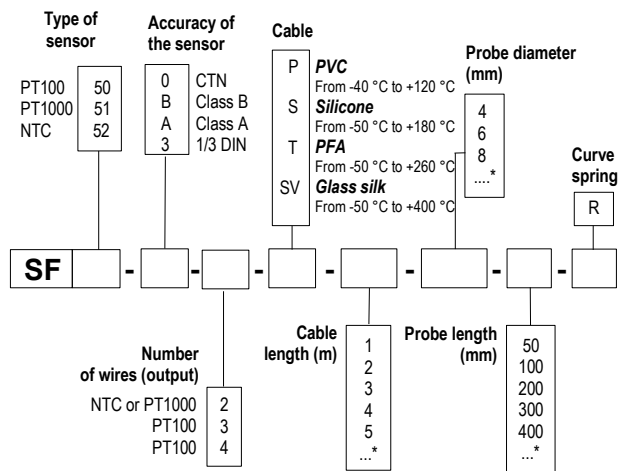 Type of
sensor
PT100 50
PT1000 51
NTC 52
Accuracy of
the sensor
0 CTN
B Class B
A Class A
3 1/3 DIN
Cable
P PVC
From -40 °C to +120 °C
S Silicone
From -50 °C to +180 °C
T PFA
From -50 °C to +260 °C
SV Glass silk
From -50 °C to +400 °C
Probe diameter
(mm)
4
6
8
....*
Curve
spring
R
SF - - - - - - -
Number
of wires (output)
NTC or PT1000 2
PT100 3
PT100 4
Cable
length (m)
1
2
3
4
5
...*
Probe length
(mm)
50
100
200
300
400
...*